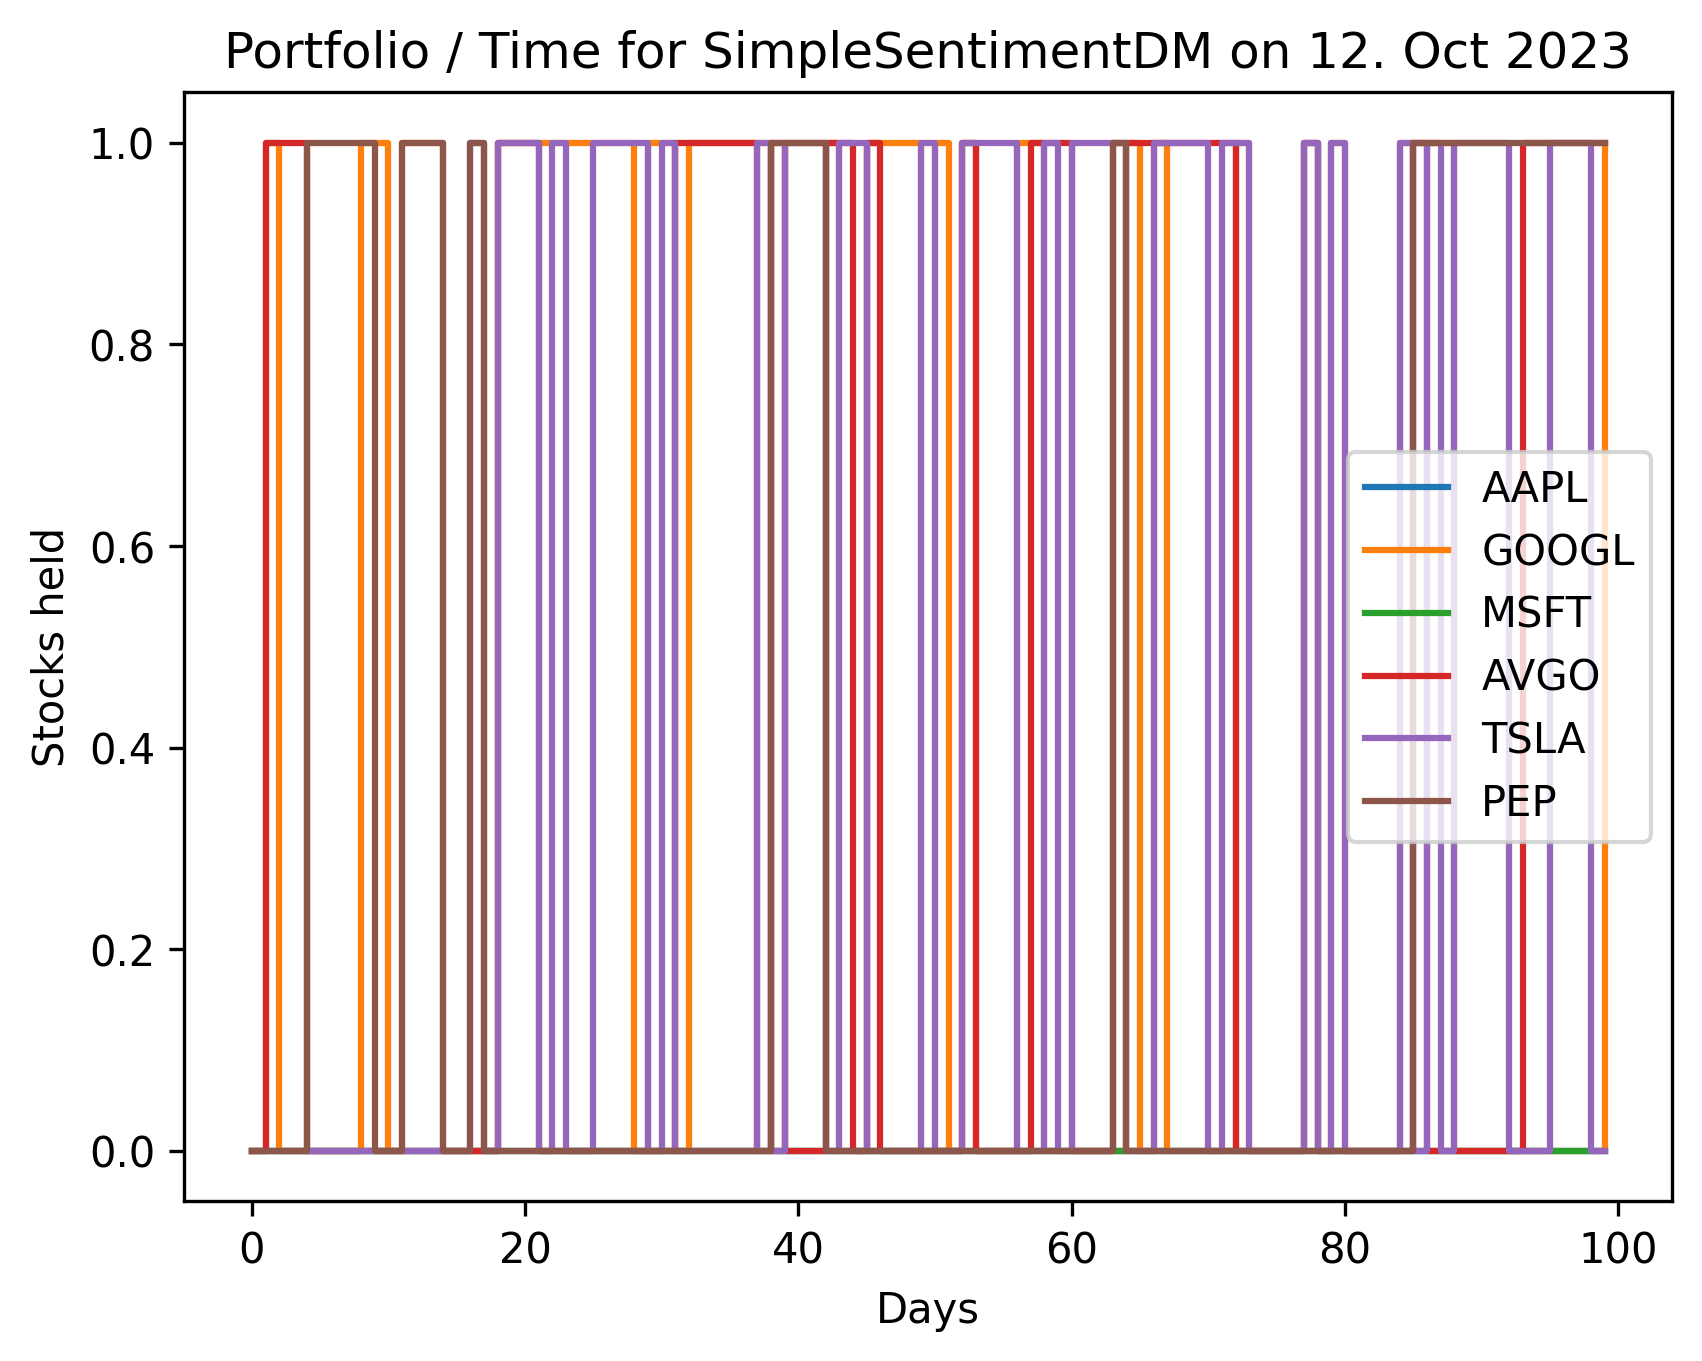 Portfolio / Time for SimpleSentimentDM on 12. Oct 2023
1.0
0.8
0.6
0.4
0.2
0.0
Stocks held
AAPL
GOOGL
MSFT
AVGO
TSLA
PEP
0 20 40 60 80 100
Days